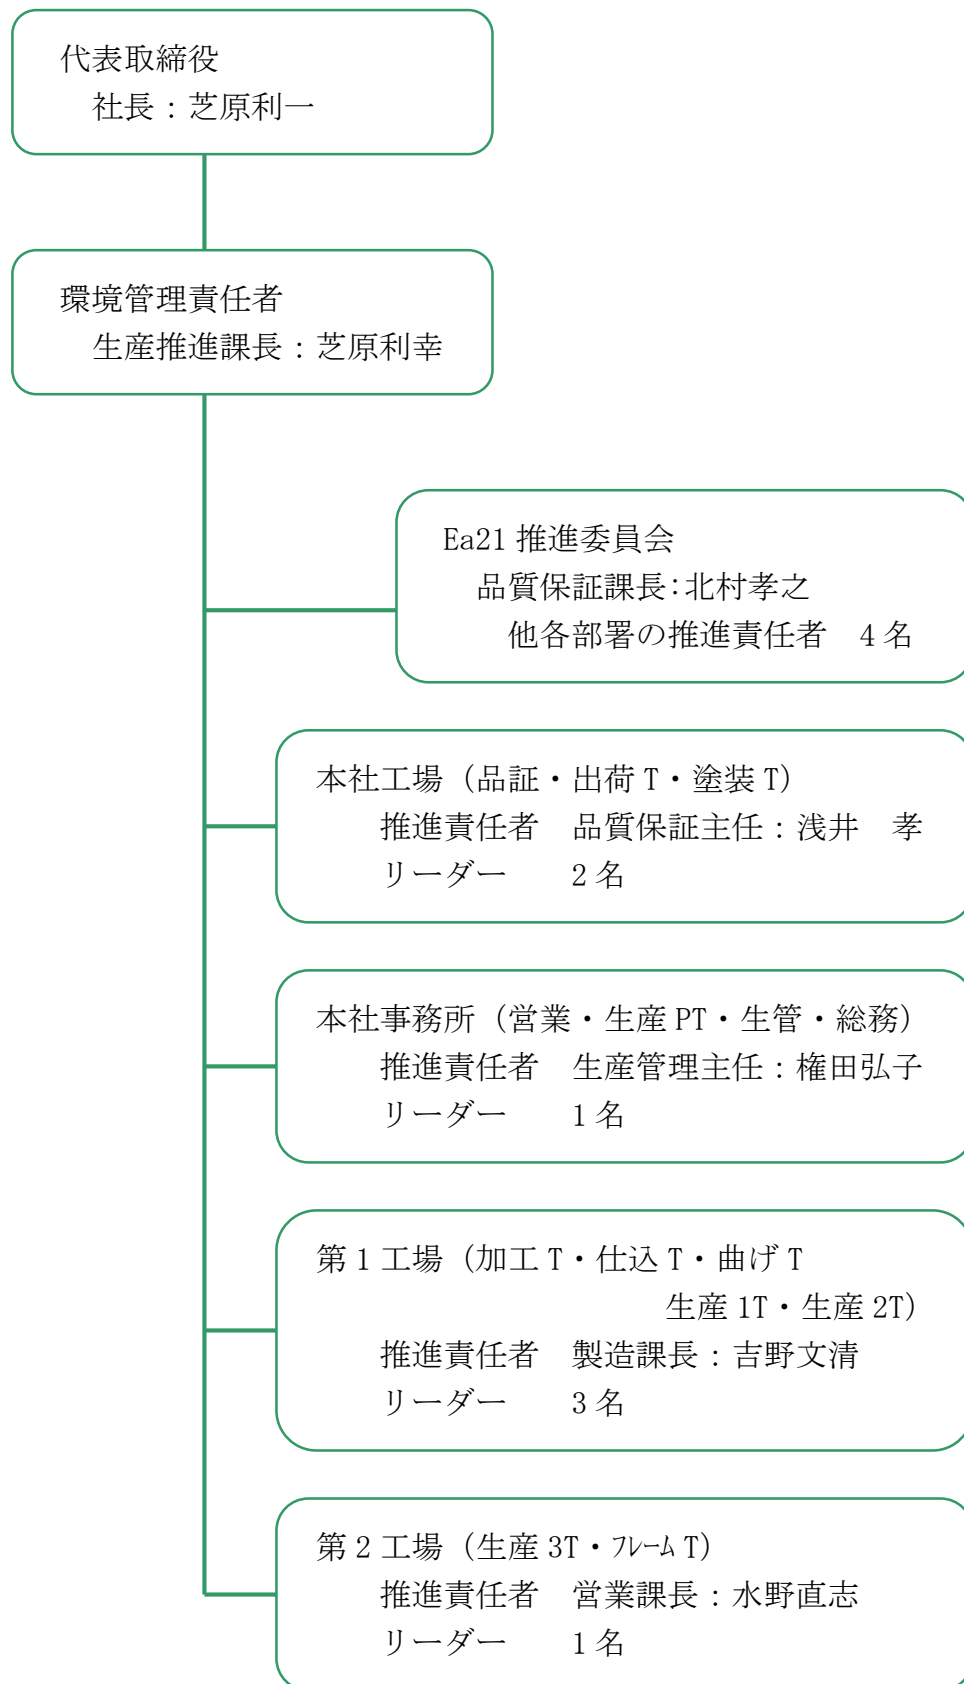 代表取締役
社長：芝原利一
環境管理責任者
生産推進課長：芝原利幸
Ea21 推進委員会
品質保証課長：北村孝之
他各部署の推進責任者　4 名
本社工場（品証・出荷 T・塗装 T）
推進責任者　品質保証主任：浅井　孝
リーダー　　2 名
本社事務所（営業・生産 PT・生管・総務）
推進責任者　生産管理主任：権田弘子
リーダー　　1 名
第 1 工場（加工 T・仕込 T・曲げ T
生産 1T・生産 2T）
推進責任者　製造課長：吉野文清
リーダー　　3 名
第 2 工場（生産 3T・ﾌﾚｰﾑ T）
推進責任者　営業課長：水野直志
リーダー　　1 名